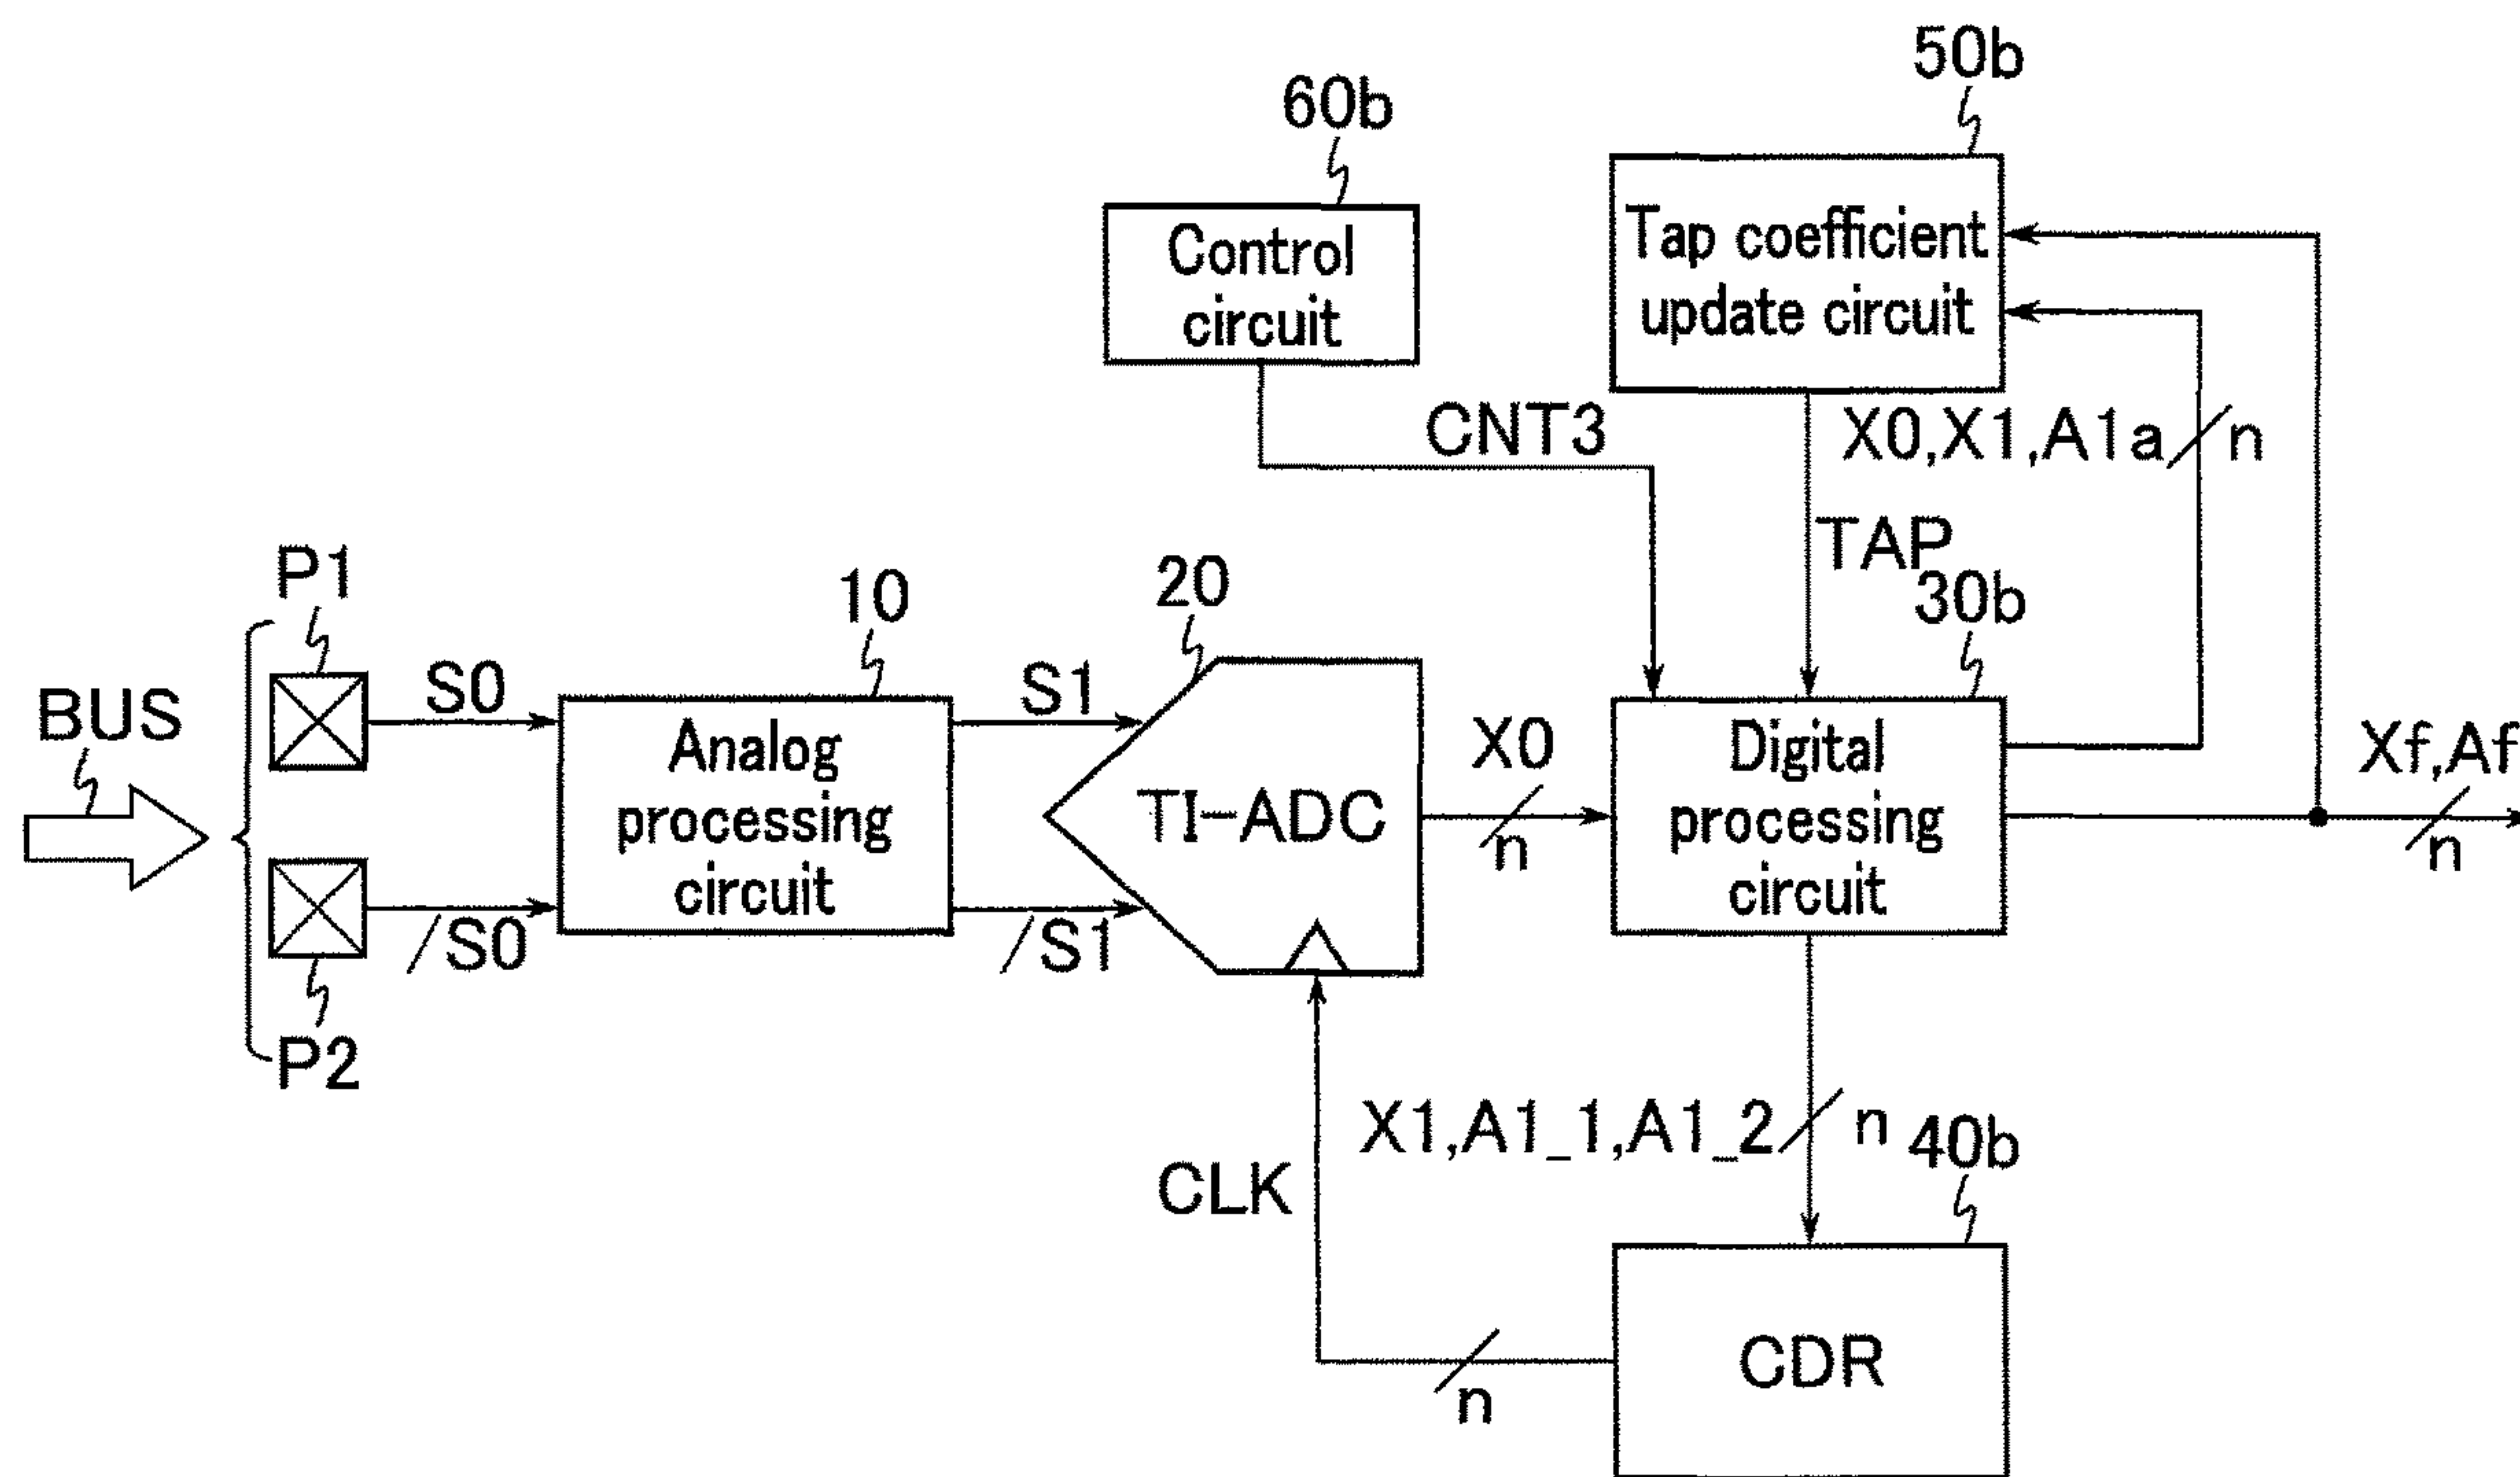 50b
60b
Tap coefficient
update circuit
Control
circuit
CNT3
X0,X1,A1a
n
TAP
30b
P1
10
20
BUS
S0
S1
Analog
processing
circuit
TI-ADC
X0
n
Digital
processing
circuit
Xf,Af
n
/S0
/S1
P2
X1,A1_1,A1_2
n
40b
CLK
n
CDR